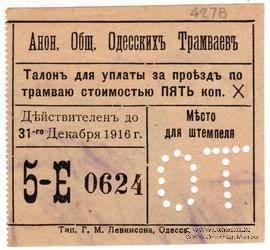 4278
Анон. Общ. Одесскихъ Трамваевъ
Талонъ для уплаты за проѣздъ по
трамваю стоимостью ПЯТЬ коп. X
Дѣйствителенъ до
31-го Декабря 1916 г.
Мѣсто
для штемпеля
5-Е 0624
ОТ
Тип. Г. М. Левинсона, Одесса.